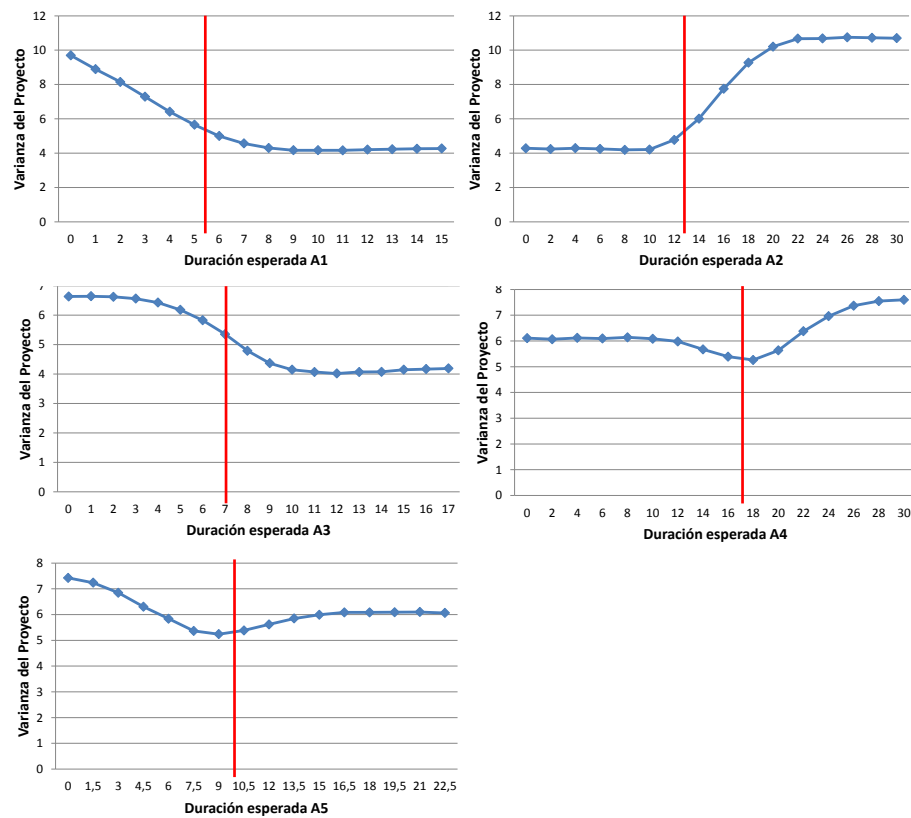 Varianza del Proyecto
12
10
8
6
4
2
0
0 1 2 3 4 5 6 7 8 9 10 11 12 13 14 15
Duración esperada A1
Varianza del Proyecto
12
10
8
6
4
2
0
0 2 4 6 8 10 12 14 16 18 20 22 24 26 28 30
Duración esperada A2
Varianza del Proyecto
7
6
5
4
3
2
1
0
0 1 2 3 4 5 6 7 8 9 10 11 12 13 14 15 16 17
Duración esperada A3
Varianza del Proyecto
8
7
6
5
4
3
2
1
0
0 2 4 6 8 10 12 14 16 18 20 22 24 26 28 30
Duración esperada A4
Varianza del Proyecto
8
7
6
5
4
3
2
1
0
0 1,5 3 4,5 6 7,5 9 10,5 12 13,5 15 16,5 18 19,5 21 22,5
Duración esperada A5